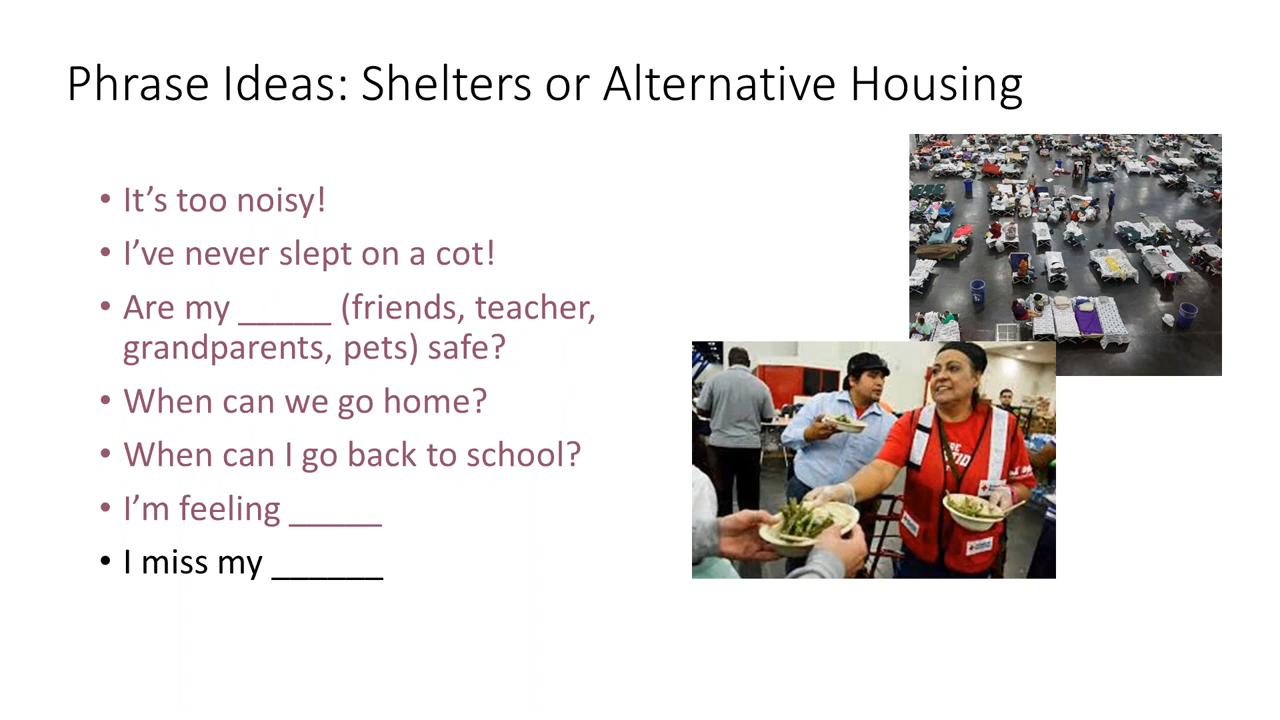 Phrase Ideas: Shelters or Alternative Housing
• It’s too noisy!
• I’ve never slept on a cot!
• Are my _____ (friends, teacher,
grandparents, pets) safe?
• When can we go home?
• When can I go back to school?
• I’m feeling _____
• I miss my ______